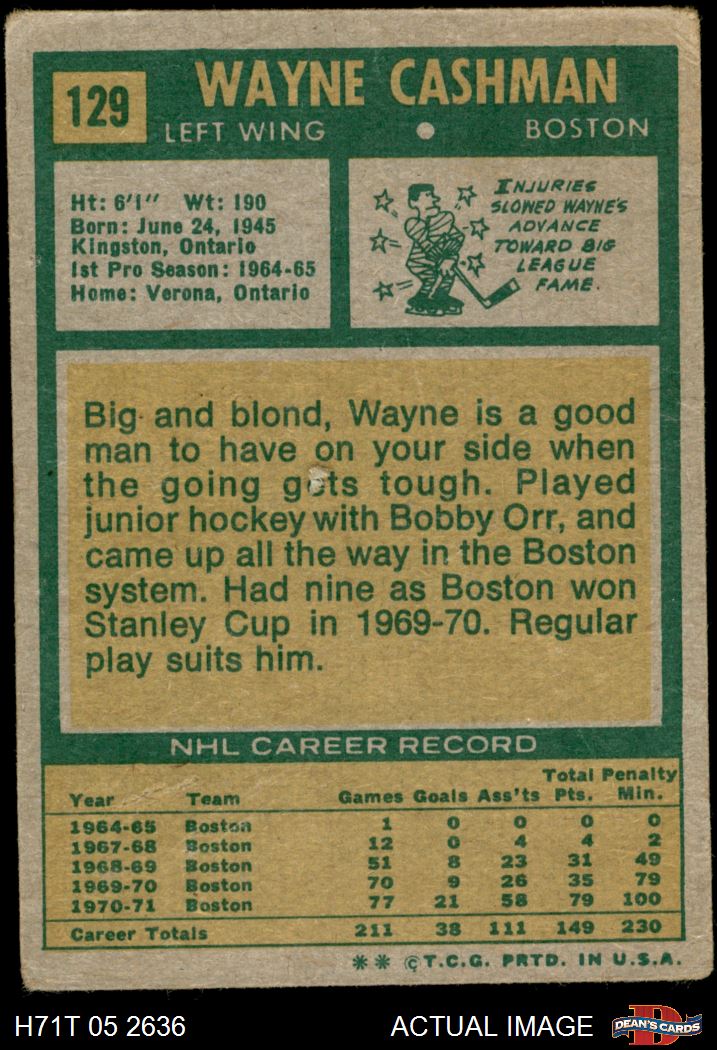 129
WAYNE CASHMAN
LEFT WING • BOSTON
Ht: 6'1" Wt: 190
Born: June 24, 1945
Kingston, Ontario
1st Pro Season: 1964-65
Home: Verona, Ontario
INJURIES
SLOWED WAYNE'S
ADVANCE
TOWARD BIG
LEAGUE
FAME.
Big and blond, Wayne is a good
man to have on your side when
the going gets tough. Played
junior hockey with Bobby Orr, and
came up all the way in the Boston
system. Had nine as Boston won
Stanley Cup in 1969-70. Regular
play suits him.
NHL CAREER RECORD
Total Penalty
Year Team Games Goals Ass'ts Pts. Min.
1964-65 Boston 1 0 0 0 0
1967-68 Boston 12 0 4 4 2
1968-69 Boston 51 8 23 31 49
1969-70 Boston 70 9 26 35 79
1970-71 Boston 77 21 58 79 100
Career Totals 211 38 111 149 230
** © T.C.G. PRTD. IN U.S.A.
H71T 05 2636 ACTUAL IMAGE DEAN'S CARDS